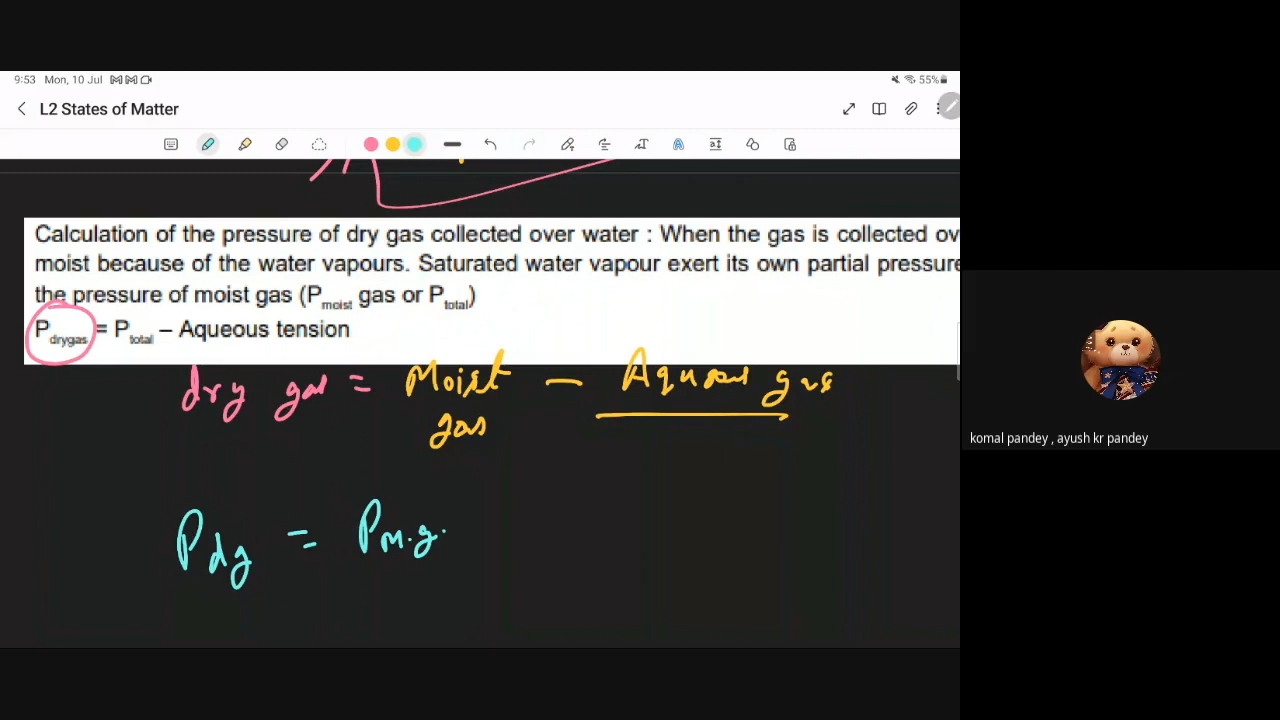 9:53 Mon, 10 Jul 55%
L2 States of Matter
Calculation of the pressure of dry gas collected over water : When the gas is collected ov
moist because of the water vapours. Saturated water vapour exert its own partial pressure
the pressure of moist gas (Pmoist gas or Ptotal)
Pdrygas = Ptotal – Aqueous tension
dry gas = Moist — Aqueous gas
gas
Pdg = Pm.g.
komal pandey , ayush kr pandey